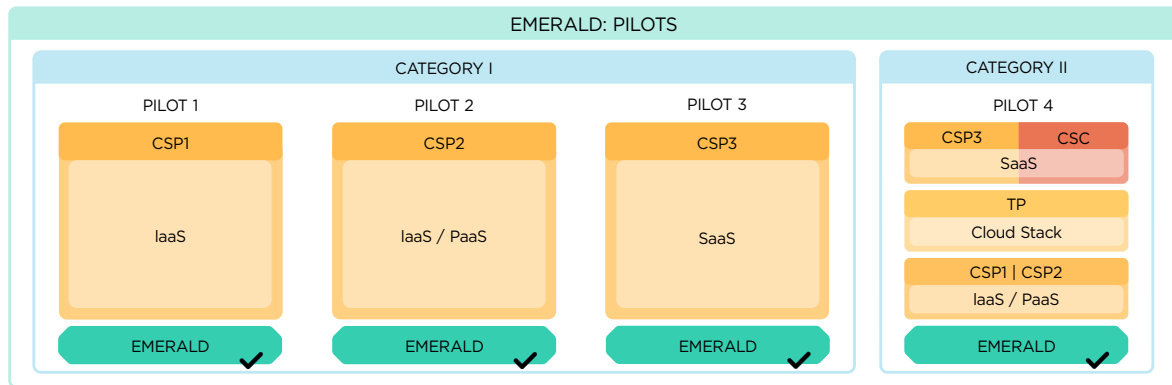 EMERALD: PILOTS
CATEGORY I
PILOT 1
PILOT 2
PILOT 3
CSP1
CSP2
CSP3
IaaS
IaaS / PaaS
SaaS
EMERALD
EMERALD
EMERALD
CATEGORY II
PILOT 4
CSP3
CSC
SaaS
TP
Cloud Stack
CSP1 | CSP2
IaaS / PaaS
EMERALD